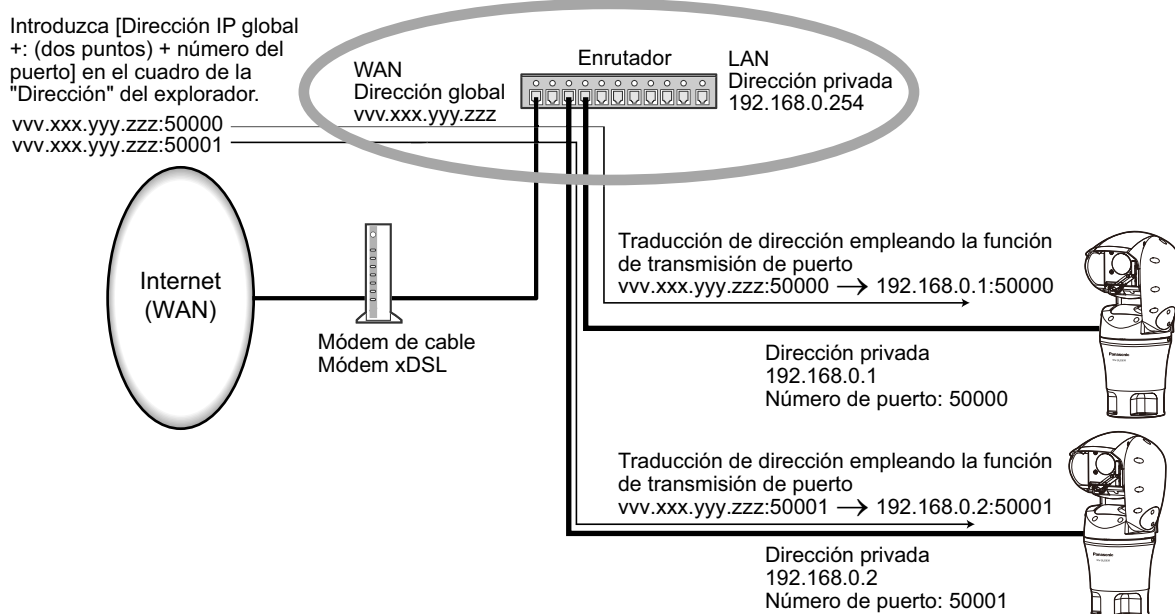 Introduzca [Dirección IP global
+: (dos puntos) + número del
puerto] en el cuadro de la
"Dirección" del explorador.
vvv.xxx.yyy.zzz:50000
vvv.xxx.yyy.zzz:50001
WAN
Dirección global
vvv.xxx.yyy.zzz
Enrutador
LAN
Dirección privada
192.168.0.254
Internet
(WAN)
Módem de cable
Módem xDSL
Traducción de dirección empleando la función
de transmisión de puerto
vvv.xxx.yyy.zzz:50000 → 192.168.0.1:50000
Panasonic
Dirección privada
192.168.0.1
Número de puerto: 50000
Traducción de dirección empleando la función
de transmisión de puerto
vvv.xxx.yyy.zzz:50001 → 192.168.0.2:50001
Panasonic
Dirección privada
192.168.0.2
Número de puerto: 50001